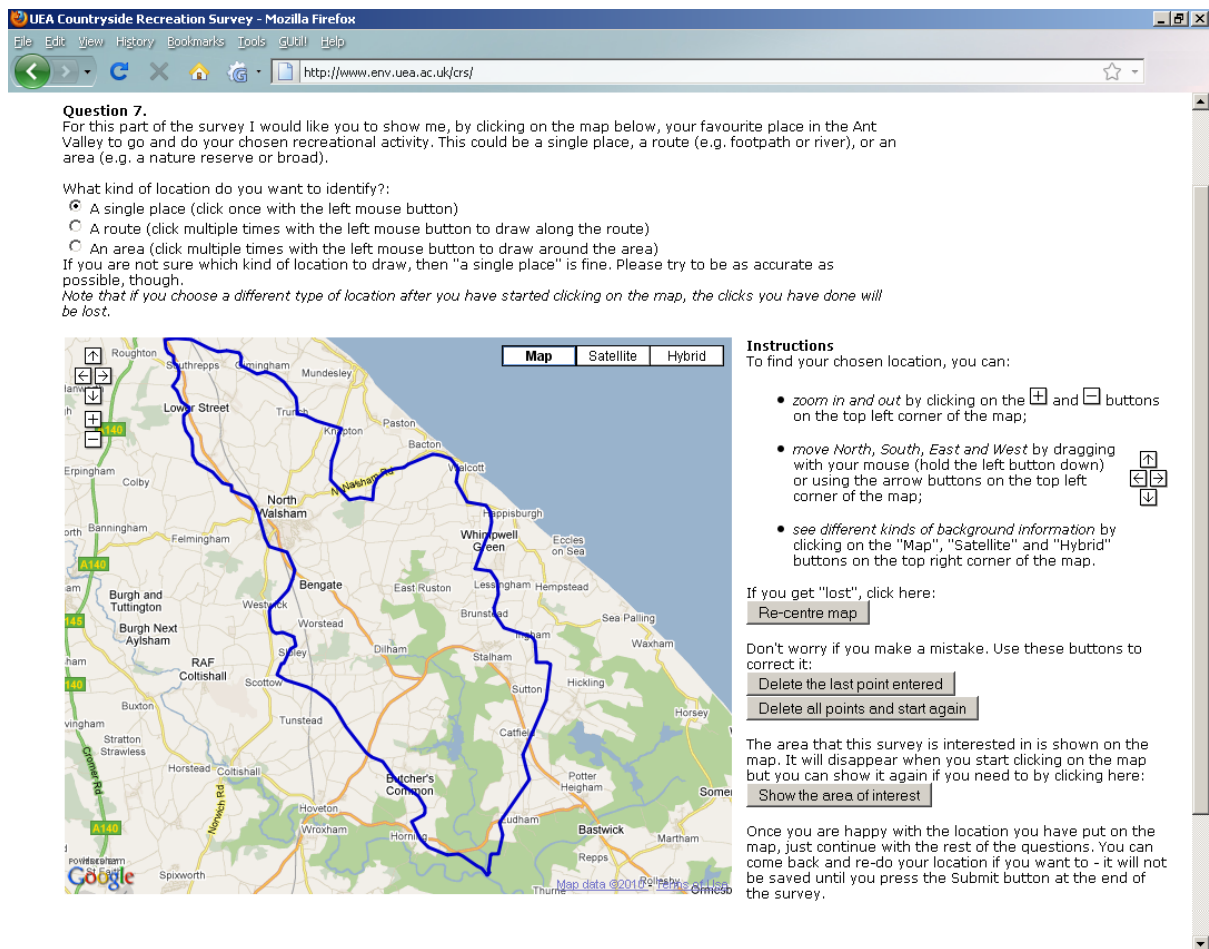 UEA Countryside Recreation Survey - Mozilla Firefox
File Edit View History Bookmarks Tools GUtil! Help
http://www.env.uea.ac.uk/crs/
Question 7.
For this part of the survey I would like you to show me, by clicking on the map below, your favourite place in the Ant
Valley to go and do your chosen recreational activity. This could be a single place, a route (e.g. footpath or river), or an
area (e.g. a nature reserve or broad).
What kind of location do you want to identify?:
A single place (click once with the left mouse button)
A route (click multiple times with the left mouse button to draw along the route)
An area (click multiple times with the left mouse button to draw around the area)
If you are not sure which kind of location to draw, then "a single place" is fine. Please try to be as accurate as
possible, though.
Note that if you choose a different type of location after you have started clicking on the map, the clicks you have done will
be lost.
Map Satellite Hybrid
Roughton
Southrepps
Gimingham
Mundesley
Lower Street
Trunch
Knapton
Paston
A140
Bacton
Walcott
Erpingham
Colby
N Walsham Rd
North
Walsham
Happisburgh
Banningham
Felmingham
Whimpwell
Green
Eccles
on Sea
A140
Bengate
East Ruston
Lessingham
Hempstead
Burgh and
Tuttington
Westwick
Worstead
Brunstead
Sea Palling
145
Burgh Next
Aylsham
Ingham
Waxham
RAF
Coltishall
Sloley
Dilham
Stalham
Scottow
Sutton
Hickling
140
Buxton
Horsey
Tunstead
Catfield
Stratton
Strawless
Cromer Rd
Horstead
Coltishall
Butcher's
Common
Potter
Heigham
Somer
Norwich Rd
Hoveton
Ludham
A140
Wroxham
Horning
Bastwick
Martham
Repps
Google
Spixworth
Thurne
Rollesby
Ormesb
Map data ©2010 - Terms of Use
Instructions
To find your chosen location, you can:
zoom in and out by clicking on the + and − buttons
on the top left corner of the map;
move North, South, East and West by dragging
with your mouse (hold the left button down)
or using the arrow buttons on the top left
corner of the map;
see different kinds of background information by
clicking on the "Map", "Satellite" and "Hybrid"
buttons on the top right corner of the map.
If you get "lost", click here:
Re-centre map
Don't worry if you make a mistake. Use these buttons to
correct it:
Delete the last point entered
Delete all points and start again
The area that this survey is interested in is shown on the
map. It will disappear when you start clicking on the map
but you can show it again if you need to by clicking here:
Show the area of interest
Once you are happy with the location you have put on the
map, just continue with the rest of the questions. You can
come back and re-do your location if you want to - it will not
be saved until you press the Submit button at the end of
the survey.